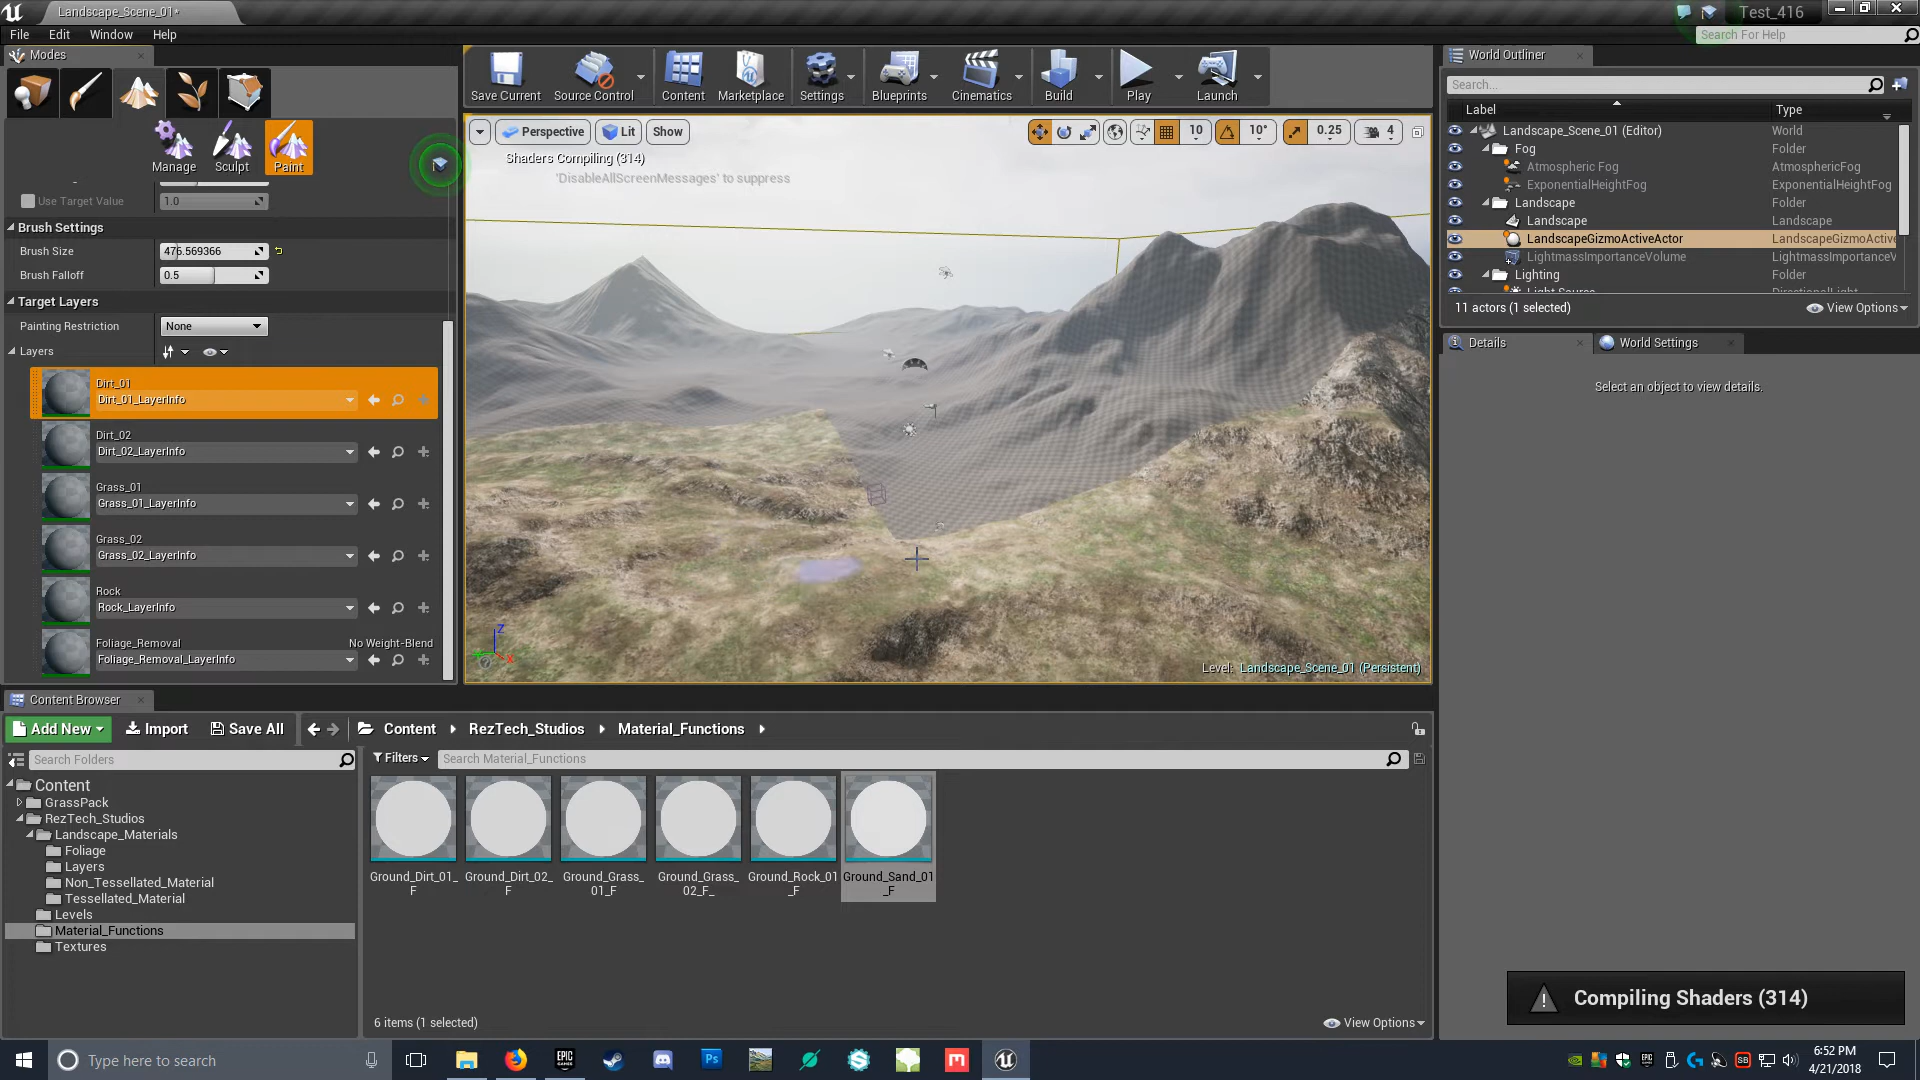 Landscape_Scene_01*
Test_416
File Edit Window Help
Search For Help
Modes
Manage Sculpt Paint
Use Target Value 1.0
Brush Settings
Brush Size 476.569366
Brush Falloff 0.5
Target Layers
Painting Restriction None
Layers
Dirt_01
Dirt_01_LayerInfo
Dirt_02
Dirt_02_LayerInfo
Grass_01
Grass_01_LayerInfo
Grass_02
Grass_02_LayerInfo
Rock
Rock_LayerInfo
Foliage_Removal No Weight-Blend
Foliage_Removal_LayerInfo
Save Current Source Control Content Marketplace Settings Blueprints Cinematics Build Play Launch
Perspective Lit Show 10 10° 0.25 4
Shaders Compiling (314)
'DisableAllScreenMessages' to suppress
Z
X
Level: Landscape_Scene_01 (Persistent)
World Outliner
Search...
Label Type
Landscape_Scene_01 (Editor) World
Fog Folder
Atmospheric Fog AtmosphericFog
ExponentialHeightFog ExponentialHeightFog
Landscape Folder
Landscape Landscape
LandscapeGizmoActiveActor LandscapeGizmoActive
LightmassImportanceVolume LightmassImportanceV
Lighting Folder
Light Source DirectionalLight
11 actors (1 selected) View Options
Details World Settings
Select an object to view details.
Content Browser
Add New Import Save All Content RezTech_Studios Material_Functions
Search Folders
Filters Search Material_Functions
Content
GrassPack
RezTech_Studios
Landscape_Materials
Foliage
Layers
Non_Tessellated_Material
Tessellated_Material
Levels
Material_Functions
Textures
Ground_Dirt_01_F
Ground_Dirt_02_F
Ground_Grass_01_F
Ground_Grass_02_F_
Ground_Rock_01_F
Ground_Sand_01_F
6 items (1 selected) View Options
Compiling Shaders (314)
Type here to search
EPIC GAMES
Ps
SB
6:52 PM
4/21/2018